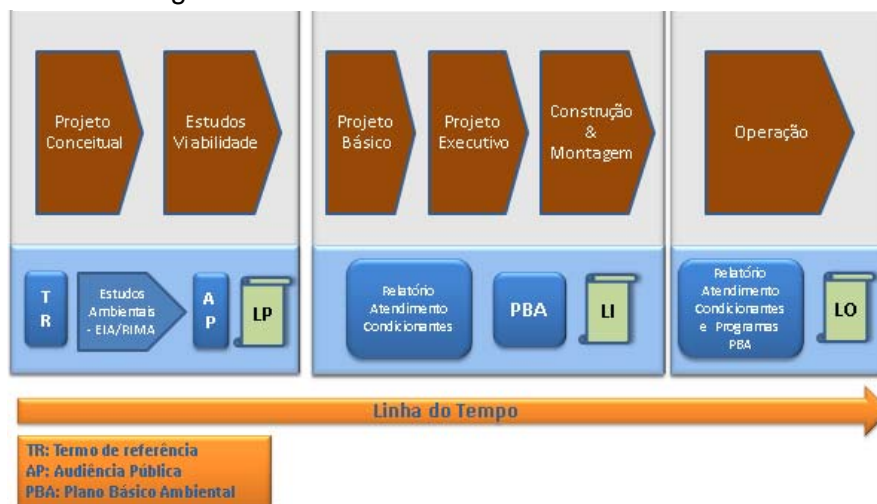 Projeto
Conceitual
Estudos
Viabilidade
Projeto
Básico
Projeto
Executivo
Construção
&
Montagem
Operação
T
R
Estudos
Ambientais
- EIA/RIMA
A
P
LP
Relatório
Atendimento
Condicionantes
PBA
LI
Relatório
Atendimento
Condicionantes
e Programas
PBA
LO
Linha do Tempo
TR: Termo de referência
AP: Audiência Pública
PBA: Plano Básico Ambiental